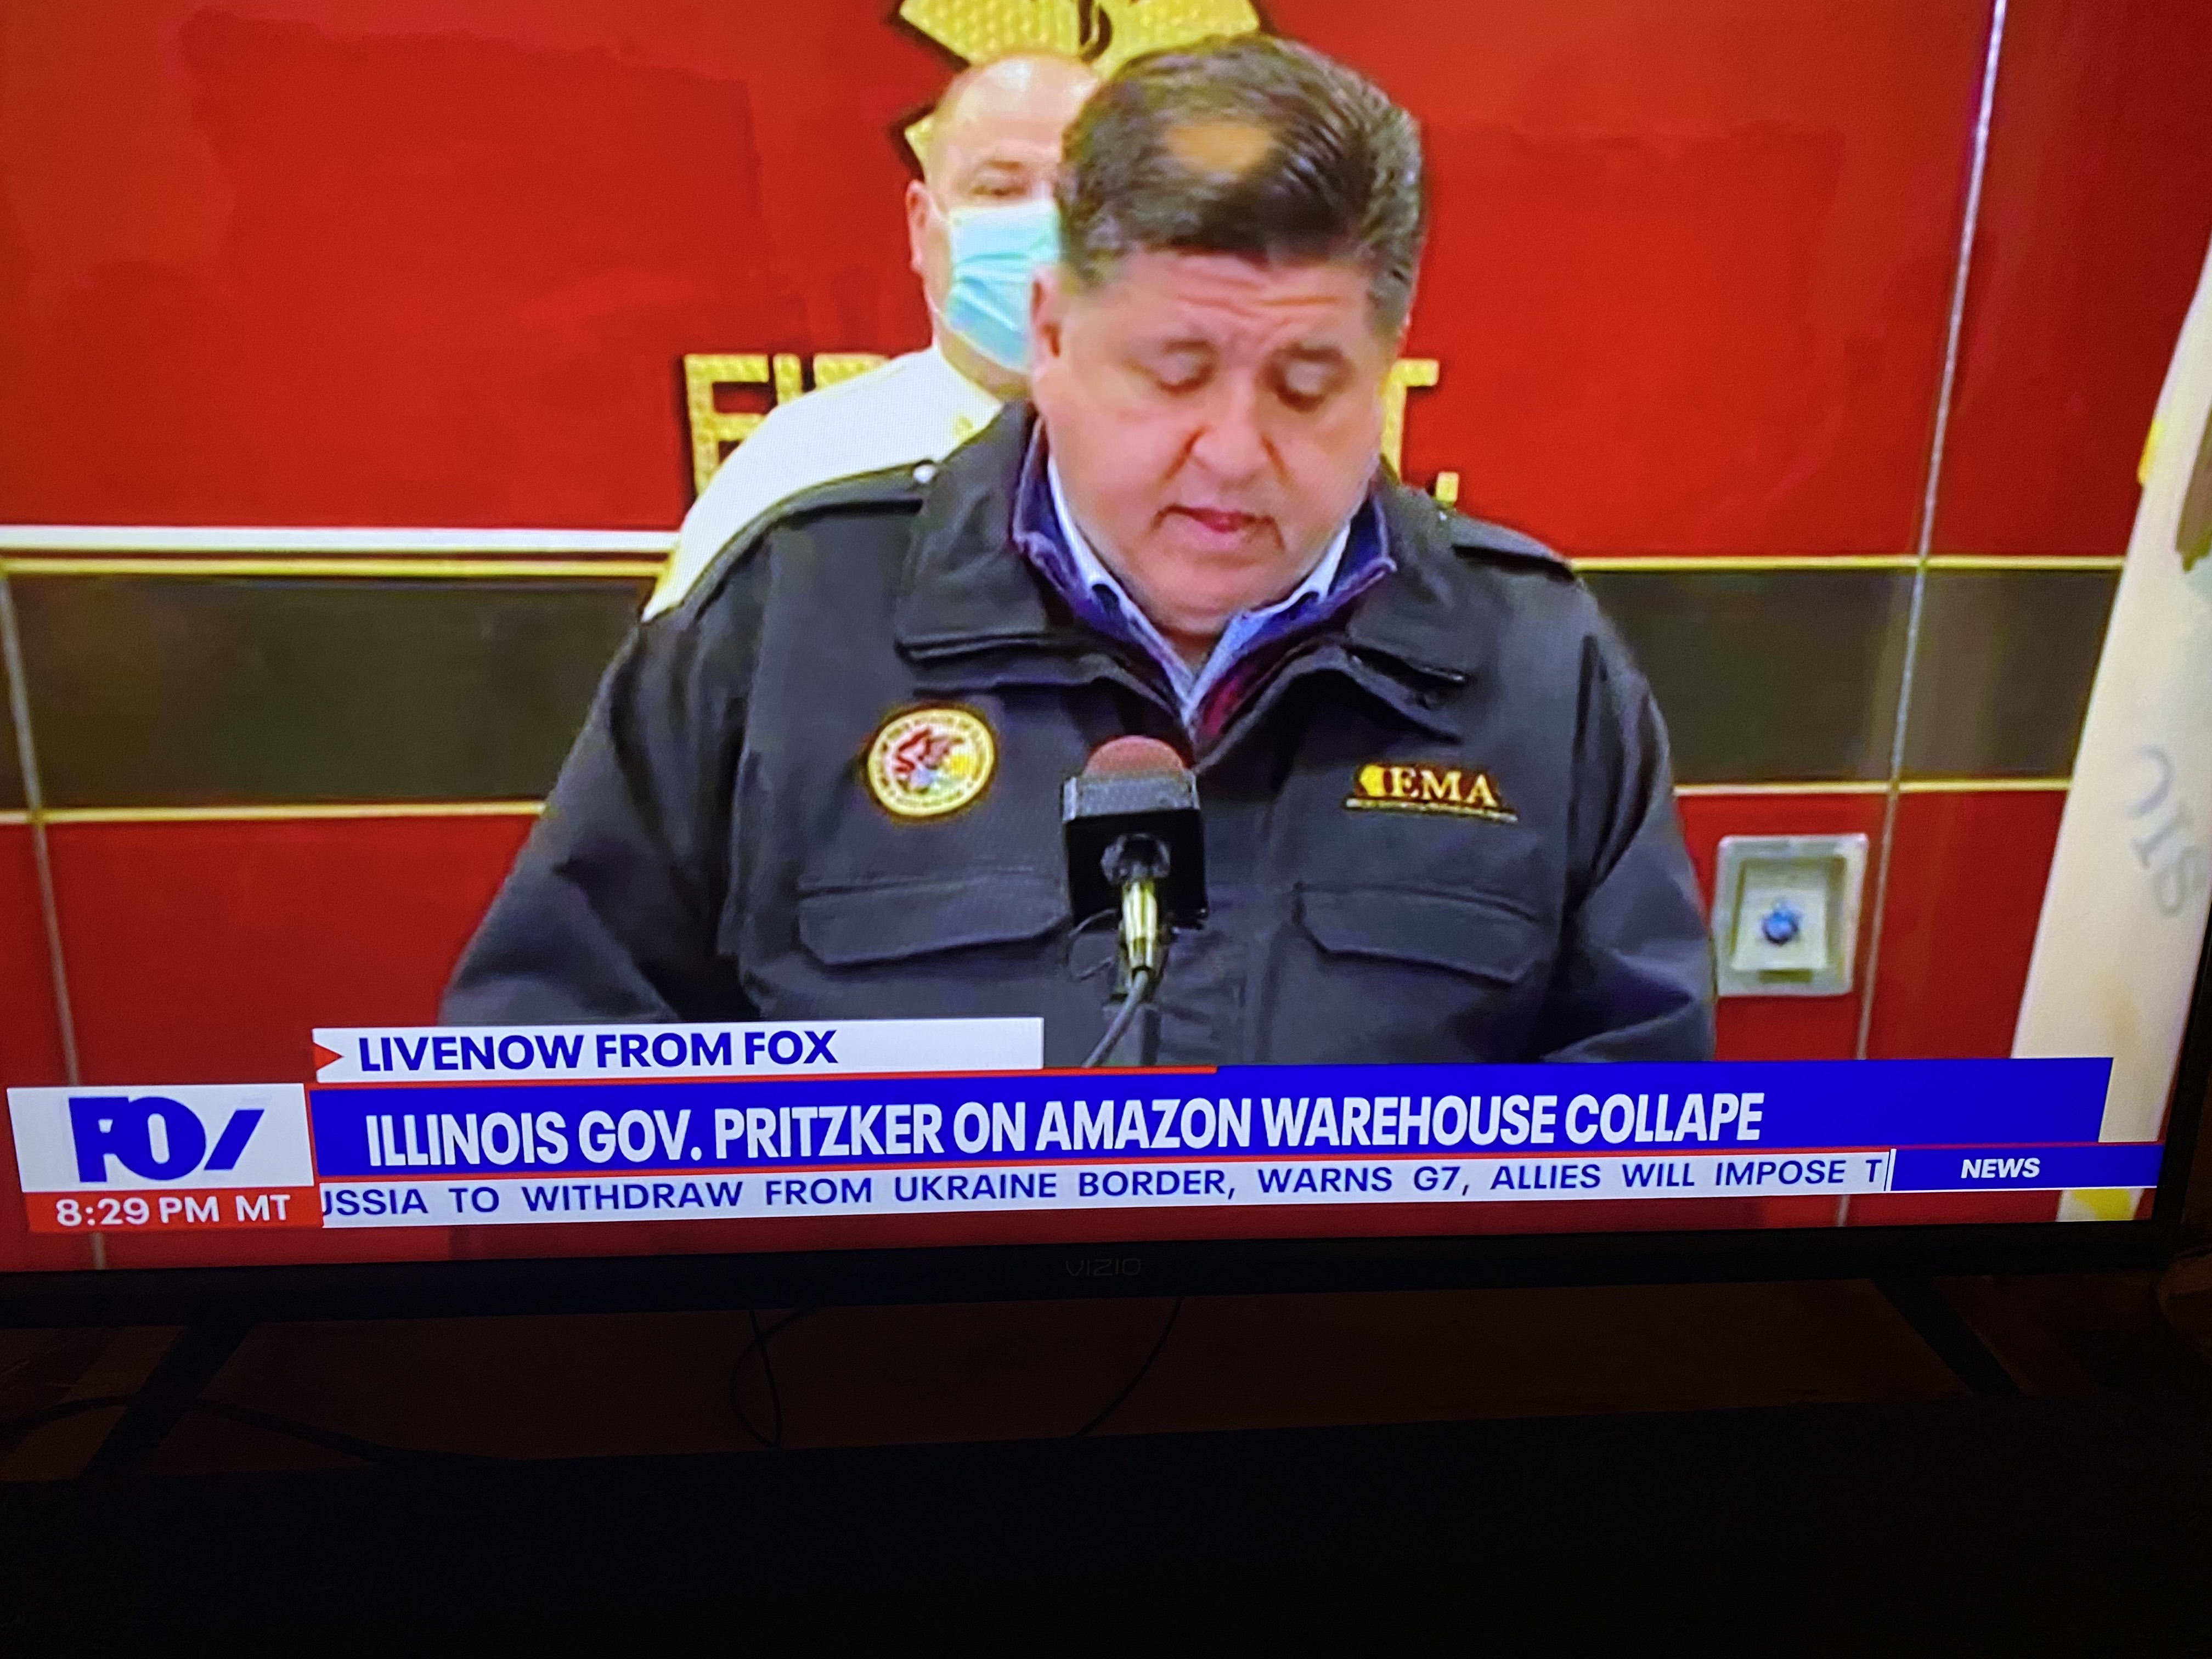 IEMA
LIVENOW FROM FOX
FOX
ILLINOIS GOV. PRITZKER ON AMAZON WAREHOUSE COLLAPE
8:29 PM MT
USSIA TO WITHDRAW FROM UKRAINE BORDER, WARNS G7, ALLIES WILL IMPOSE T
NEWS
VIZIO